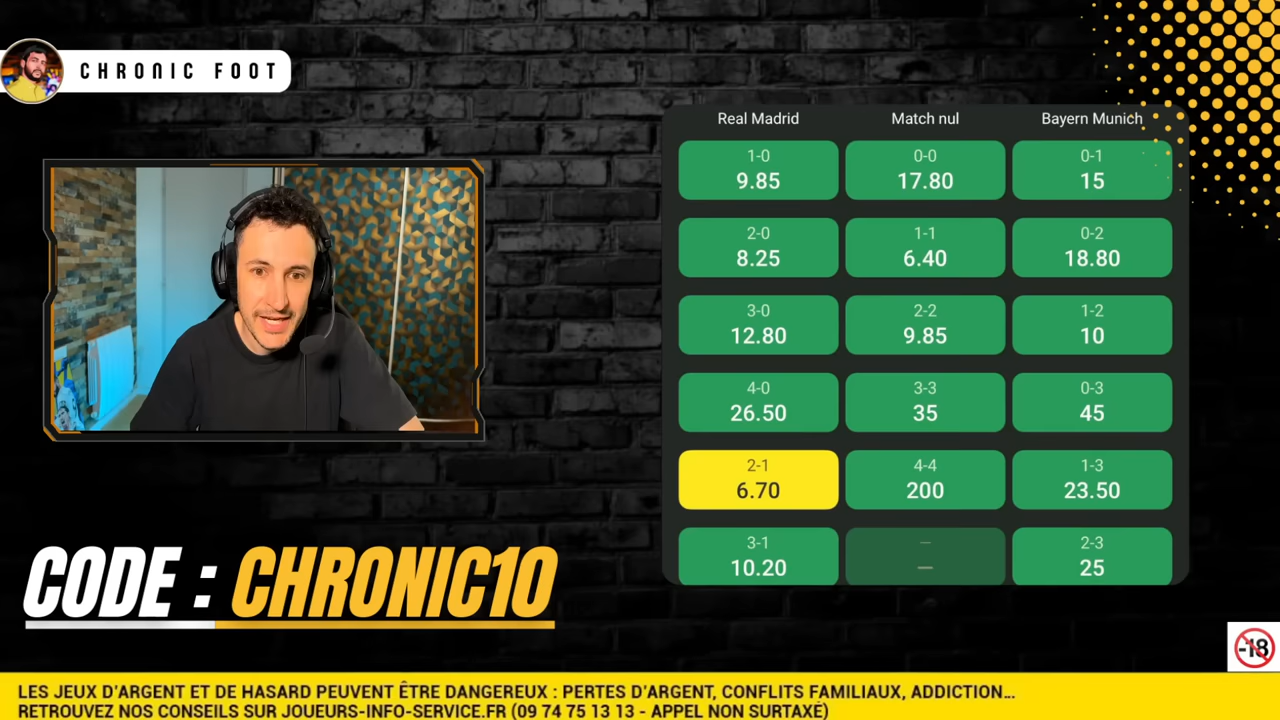 CHRONIC FOOT
Real Madrid Match nul Bayern Munich
1-0 0-0 0-1
9.85 17.80 15
2-0 1-1 0-2
8.25 6.40 18.80
3-0 2-2 1-2
12.80 9.85 10
4-0 3-3 0-3
26.50 35 45
2-1 4-4 1-3
6.70 200 23.50
3-1 — 2-3
10.20 — 25
CODE : CHRONIC10
-18
LES JEUX D'ARGENT ET DE HASARD PEUVENT ÊTRE DANGEREUX : PERTES D'ARGENT, CONFLITS FAMILIAUX, ADDICTION...
RETROUVEZ NOS CONSEILS SUR JOUEURS-INFO-SERVICE.FR (09 74 75 13 13 - APPEL NON SURTAXÉ)